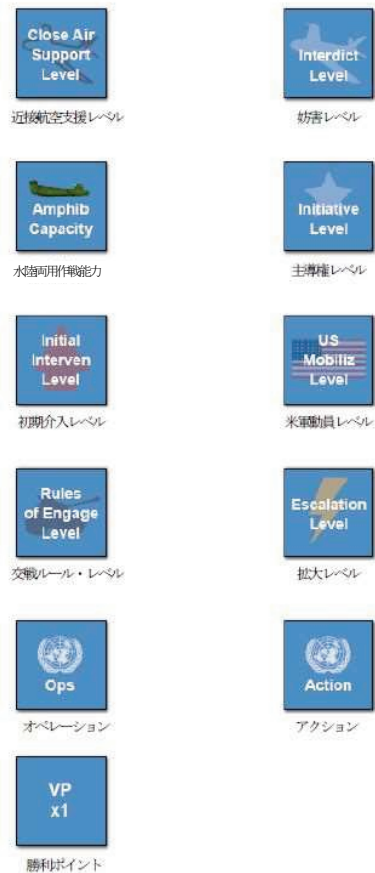 Close Air
Support
Level
近接航空支援レベル
Interdict
Level
妨害レベル
Amphib
Capacity
水陸両用作戦能力
Initiative
Level
主導権レベル
Initial
Interven
Level
初期介入レベル
US
Mobiliz
Level
米軍動員レベル
Rules
of Engage
Level
交戦ルール・レベル
Escalation
Level
拡大レベル
Ops
オペレーション
Action
アクション
VP
x1
勝利ポイント